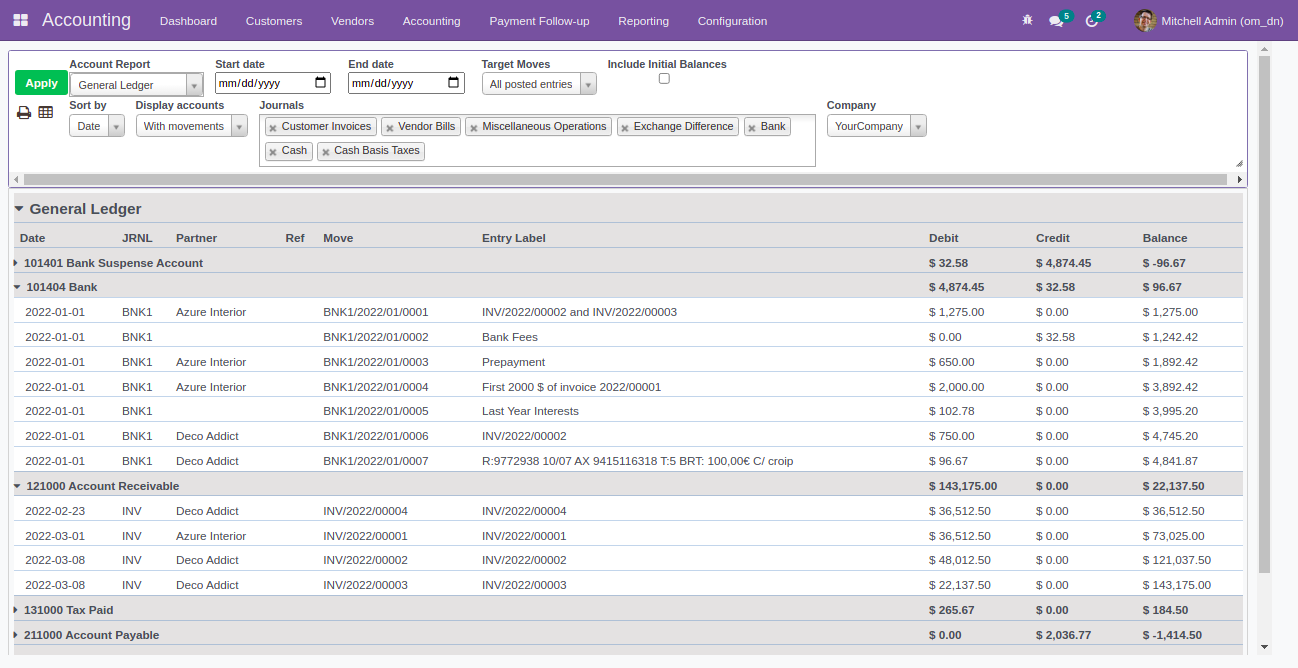 Accounting Dashboard Customers Vendors Accounting Payment Follow-up Reporting Configuration 5 2 Mitchell Admin (om_dn)
Account Report Start date End date Target Moves Include Initial Balances
Apply General Ledger mm/dd/yyyy mm/dd/yyyy All posted entries
Sort by Display accounts Journals Company
Date With movements × Customer Invoices × Vendor Bills × Miscellaneous Operations × Exchange Difference × Bank YourCompany
× Cash × Cash Basis Taxes
General Ledger
Date JRNL Partner Ref Move Entry Label Debit Credit Balance
101401 Bank Suspense Account $ 32.58 $ 4,874.45 $ -96.67
101404 Bank $ 4,874.45 $ 32.58 $ 96.67
2022-01-01 BNK1 Azure Interior BNK1/2022/01/0001 INV/2022/00002 and INV/2022/00003 $ 1,275.00 $ 0.00 $ 1,275.00
2022-01-01 BNK1 BNK1/2022/01/0002 Bank Fees $ 0.00 $ 32.58 $ 1,242.42
2022-01-01 BNK1 Azure Interior BNK1/2022/01/0003 Prepayment $ 650.00 $ 0.00 $ 1,892.42
2022-01-01 BNK1 Azure Interior BNK1/2022/01/0004 First 2000 $ of invoice 2022/00001 $ 2,000.00 $ 0.00 $ 3,892.42
2022-01-01 BNK1 BNK1/2022/01/0005 Last Year Interests $ 102.78 $ 0.00 $ 3,995.20
2022-01-01 BNK1 Deco Addict BNK1/2022/01/0006 INV/2022/00002 $ 750.00 $ 0.00 $ 4,745.20
2022-01-01 BNK1 Deco Addict BNK1/2022/01/0007 R:9772938 10/07 AX 9415116318 T:5 BRT: 100,00€ C/ croip $ 96.67 $ 0.00 $ 4,841.87
121000 Account Receivable $ 143,175.00 $ 0.00 $ 22,137.50
2022-02-23 INV Deco Addict INV/2022/00004 INV/2022/00004 $ 36,512.50 $ 0.00 $ 36,512.50
2022-03-01 INV Azure Interior INV/2022/00001 INV/2022/00001 $ 36,512.50 $ 0.00 $ 73,025.00
2022-03-08 INV Deco Addict INV/2022/00002 INV/2022/00002 $ 48,012.50 $ 0.00 $ 121,037.50
2022-03-08 INV Deco Addict INV/2022/00003 INV/2022/00003 $ 22,137.50 $ 0.00 $ 143,175.00
131000 Tax Paid $ 265.67 $ 0.00 $ 184.50
211000 Account Payable $ 0.00 $ 2,036.77 $ -1,414.50